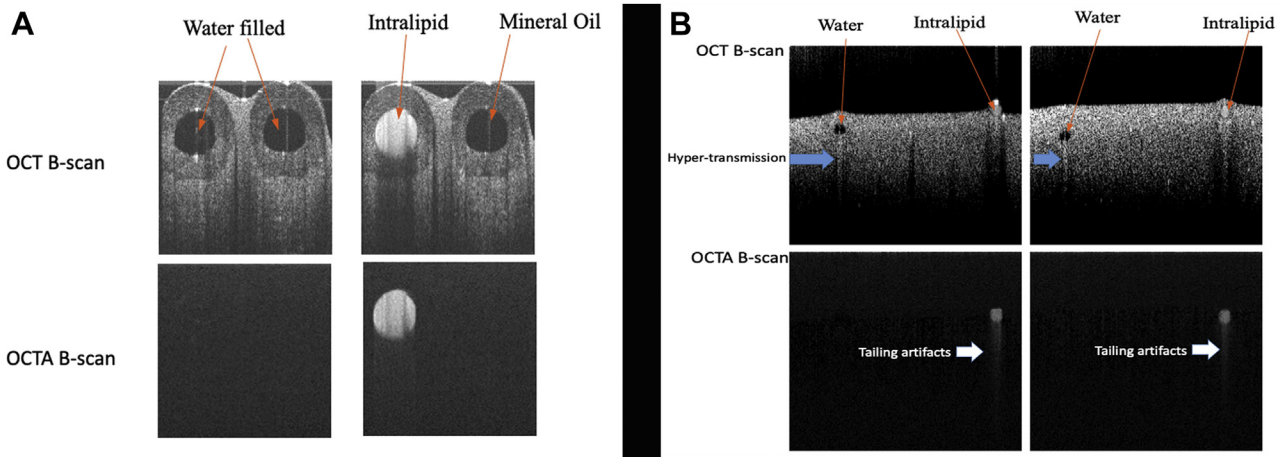 A
Water filled
Intralipid
Mineral Oil
OCT B-scan
OCTA B-scan
B
OCT B-scan
Water
Intralipid
Water
Intralipid
Hyper-transmission
OCTA B-scan
Tailing artifacts
Tailing artifacts